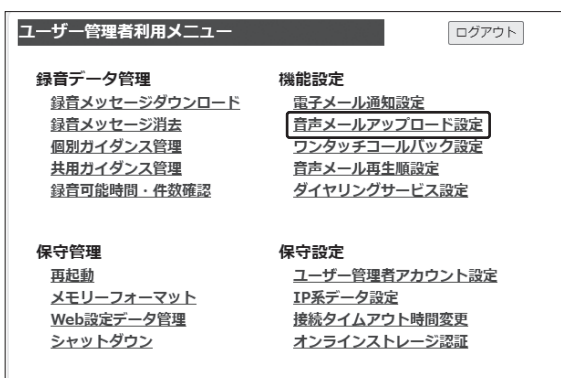 ユーザー管理者利用メニュー
ログアウト
録音データ管理
録音メッセージダウンロード
録音メッセージ消去
個別ガイダンス管理
共用ガイダンス管理
録音可能時間・件数確認
機能設定
電子メール通知設定
音声メールアップロード設定
ワンタッチコールバック設定
音声メール再生順設定
ダイヤリングサービス設定
保守管理
再起動
メモリーフォーマット
Web設定データ管理
シャットダウン
保守設定
ユーザー管理者アカウント設定
IP系データ設定
接続タイムアウト時間変更
オンラインストレージ認証